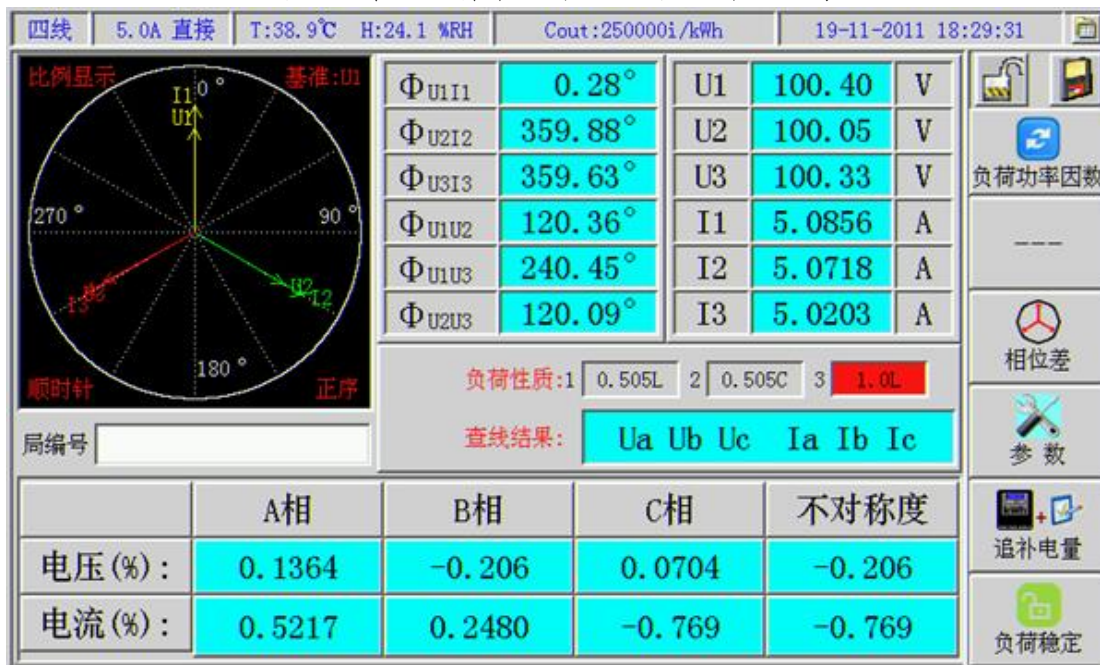 四线 5.0A 直接 T:38.9℃ H:24.1 %RH Cout:250000i/kWh 19-11-2011 18:29:31
比例显示 0° 基准:U1
I1
U1
270° 90°
U2
I2
I3
180°
顺时针 正序
ΦU1I1 0.28° U1 100.40 V
ΦU2I2 359.88° U2 100.05 V
ΦU3I3 359.63° U3 100.33 V
ΦU1U2 120.36° I1 5.0856 A
ΦU1U3 240.45° I2 5.0718 A
ΦU2U3 120.09° I3 5.0203 A
负荷性质:1 0.505L 2 0.505C 3 1.0L
局编号 查线结果: Ua Ub Uc Ia Ib Ic
A相 B相 C相 不对称度
电压(%): 0.1364 -0.206 0.0704 -0.206
电流(%): 0.5217 0.2480 -0.769 -0.769
负荷功率因数
---
相位差
参 数
追补电量
负荷稳定